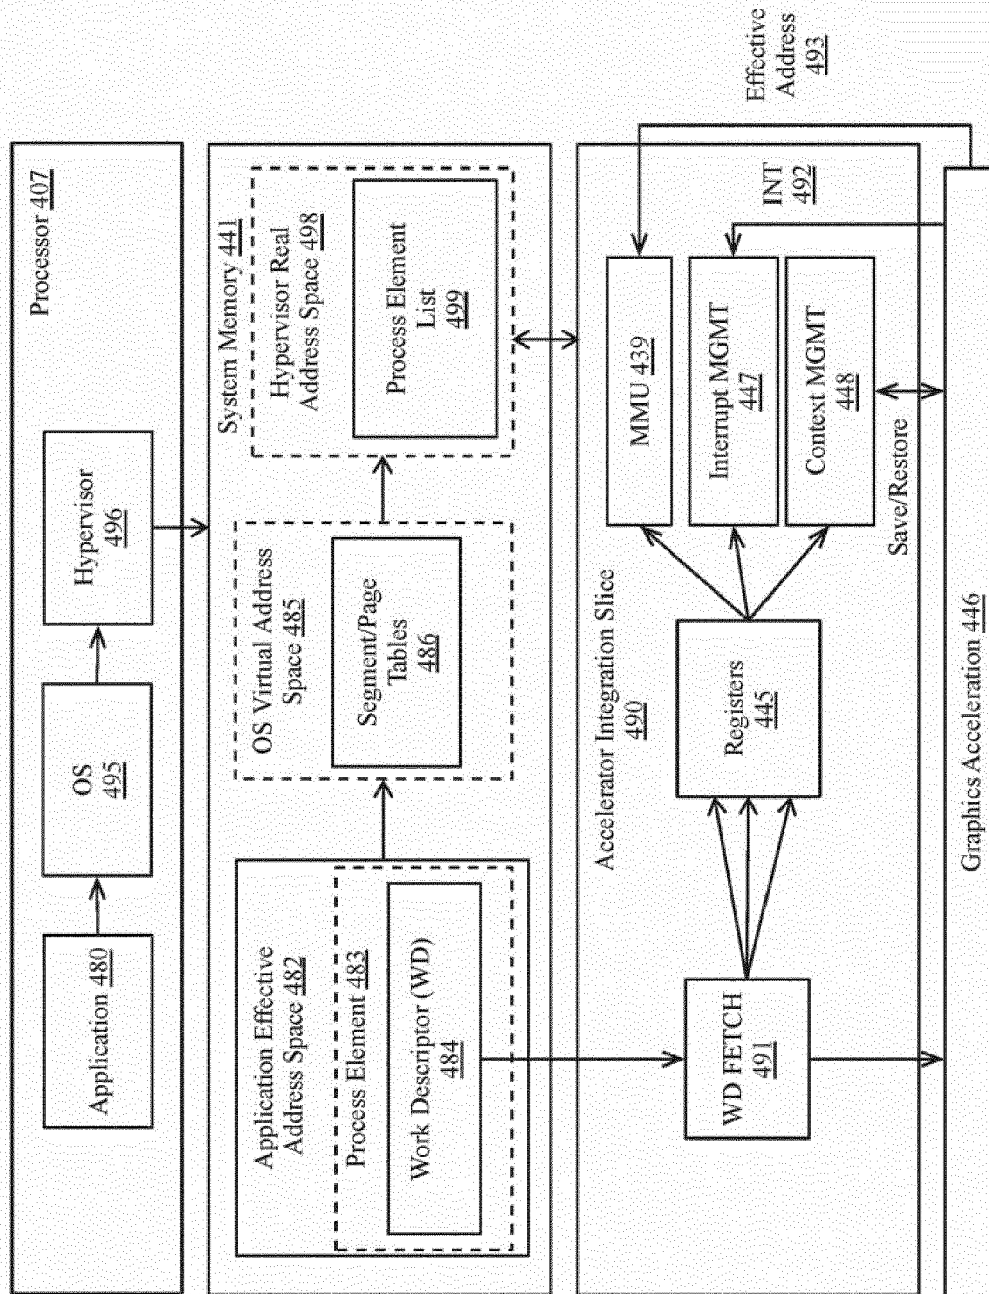 Processor 407
Application 480
OS
495
Hypervisor
496
System Memory 441
Application Effective
Address Space 482
Process Element 483
Work Descriptor (WD)
484
OS Virtual Address
Space 485
Segment/Page
Tables
486
Hypervisor Real
Address Space 498
Process Element
List
499
Accelerator Integration Slice
490
WD FETCH
491
Registers
445
MMU 439
Interrupt MGMT
447
Context MGMT
448
Effective
Address
493
INT
492
Save/Restore
Graphics Acceleration 446